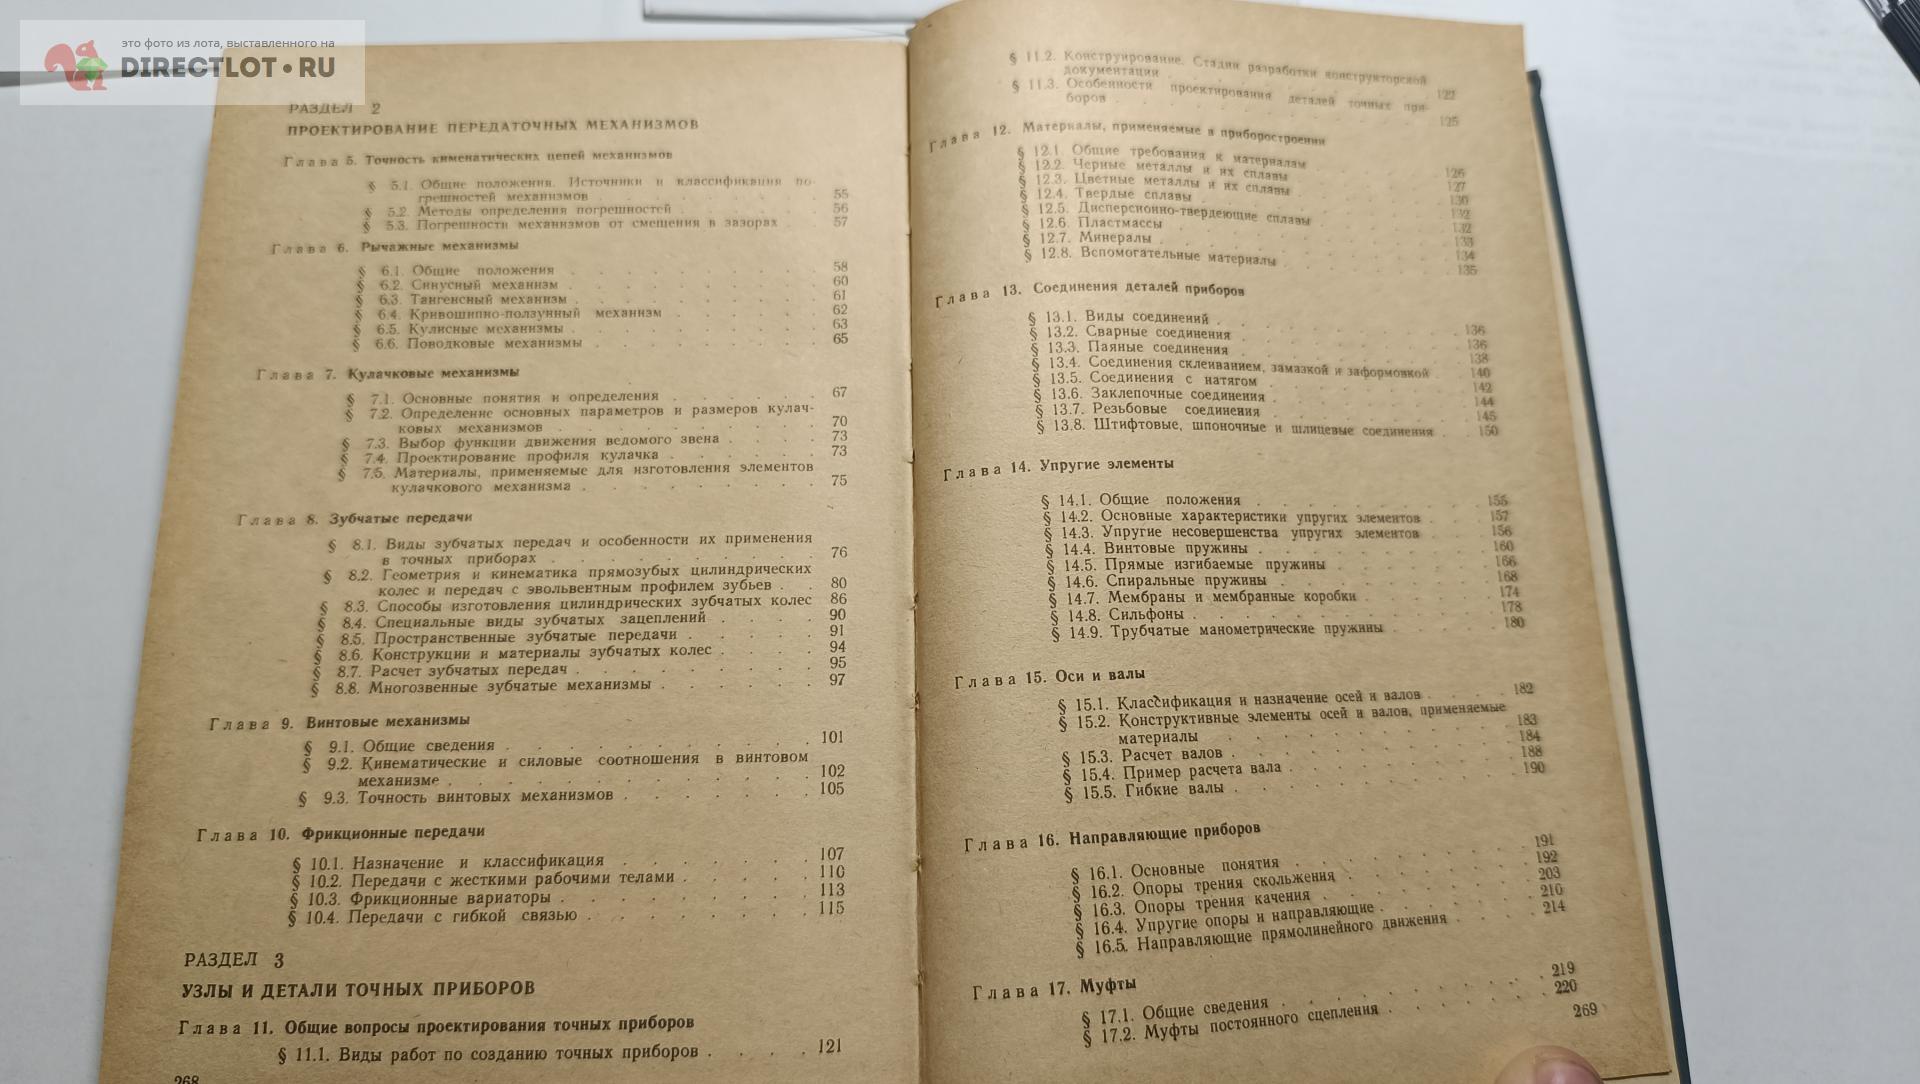 это фото из лота, выставленного на
DIRECTLOT.RU
РАЗДЕЛ 2
ПРОЕКТИРОВАНИЕ ПЕРЕДАТОЧНЫХ МЕХАНИЗМОВ
Глава 5. Точность кинематических цепей механизмов
§ 5.1. Общие положения. Источники и классификация по-
грешностей механизмов . . . . . . . 55
§ 5.2. Методы определения погрешностей . . . . 56
§ 5.3. Погрешности механизмов от смещения в зазорах . 57
Глава 6. Рычажные механизмы
§ 6.1. Общие положения . . . . . . . . 58
§ 6.2. Синусный механизм . . . . . . . . 60
§ 6.3. Тангенсный механизм . . . . . . . . 61
§ 6.4. Кривошипно-ползунный механизм . . . . . 62
§ 6.5. Кулисные механизмы . . . . . . . . 63
§ 6.6. Поводковые механизмы . . . . . . . 65
Глава 7. Кулачковые механизмы
§ 7.1. Основные понятия и определения . . . . . 67
§ 7.2. Определение основных параметров и размеров кулач-
ковых механизмов . . . . . . . . 70
§ 7.3. Выбор функции движения ведомого звена . . . 73
§ 7.4. Проектирование профиля кулачка . . . . . 73
§ 7.5. Материалы, применяемые для изготовления элементов
кулачкового механизма . . . . . . . 75
Глава 8. Зубчатые передачи
§ 8.1. Виды зубчатых передач и особенности их применения
в точных приборах . . . . . . . . 76
§ 8.2. Геометрия и кинематика прямозубых цилиндрических
колес и передач с эвольвентным профилем зубьев . . 80
§ 8.3. Способы изготовления цилиндрических зубчатых колес 86
§ 8.4. Специальные виды зубчатых зацеплений . . . . 90
§ 8.5. Пространственные зубчатые передачи . . . . 91
§ 8.6. Конструкции и материалы зубчатых колес . . . . 94
§ 8.7. Расчет зубчатых передач . . . . . . . 95
§ 8.8. Многозвенные зубчатые механизмы . . . . . 97
Глава 9. Винтовые механизмы
§ 9.1. Общие сведения . . . . . . . . . 101
§ 9.2. Кинематические и силовые соотношения в винтовом
механизме . . . . . . . . . . 102
§ 9.3. Точность винтовых механизмов . . . . . 105
Глава 10. Фрикционные передачи
§ 10.1. Назначение и классификация . . . . . . 107
§ 10.2. Передачи с жесткими рабочими телами . . . . 110
§ 10.3. Фрикционные вариаторы . . . . . . . 113
§ 10.4. Передачи с гибкой связью . . . . . . 115
РАЗДЕЛ 3
УЗЛЫ И ДЕТАЛИ ТОЧНЫХ ПРИБОРОВ
Глава 11. Общие вопросы проектирования точных приборов
§ 11.1. Виды работ по созданию точных приборов . . . . 121
268
§ 11.2. Конструирование. Стадии разработки конструкторской
документации . . . . . . . . . 122
§ 11.3. Особенности проектирования деталей точных при-
боров . . . . . . . . . . . 125
Глава 12. Материалы, применяемые в приборостроении
§ 12.1. Общие требования к материалам . . . . . 126
§ 12.2. Черные металлы и их сплавы . . . . . . 127
§ 12.3. Цветные металлы и их сплавы . . . . . . 130
§ 12.4. Твердые сплавы . . . . . . . . . 132
§ 12.5. Дисперсионно-твердеющие сплавы . . . . . 132
§ 12.6. Пластмассы . . . . . . . . . . 133
§ 12.7. Минералы . . . . . . . . . . 134
§ 12.8. Вспомогательные материалы . . . . . . 135
Глава 13. Соединения деталей приборов
§ 13.1. Виды соединений . . . . . . . . . 136
§ 13.2. Сварные соединения . . . . . . . . 136
§ 13.3. Паяные соединения . . . . . . . . 138
§ 13.4. Соединения склеиванием, замазкой и заформовкой . 140
§ 13.5. Соединения с натягом . . . . . . . . 142
§ 13.6. Заклепочные соединения . . . . . . . 144
§ 13.7. Резьбовые соединения . . . . . . . . 145
§ 13.8. Штифтовые, шпоночные и шлицевые соединения . . 150
Глава 14. Упругие элементы
§ 14.1. Общие положения . . . . . . . . . 155
§ 14.2. Основные характеристики упругих элементов . . . 157
§ 14.3. Упругие несовершенства упругих элементов . . . 156
§ 14.4. Винтовые пружины . . . . . . . . 160
§ 14.5. Прямые изгибаемые пружины . . . . . . 166
§ 14.6. Спиральные пружины . . . . . . . . 168
§ 14.7. Мембраны и мембранные коробки . . . . . 174
§ 14.8. Сильфоны . . . . . . . . . . 178
§ 14.9. Трубчатые манометрические пружины . . . . 180
Глава 15. Оси и валы
§ 15.1. Классификация и назначение осей и валов . . . . 182
§ 15.2. Конструктивные элементы осей и валов, применяемые
материалы . . . . . . . . . . 183
§ 15.3. Расчет валов . . . . . . . . . . 184
§ 15.4. Пример расчета вала . . . . . . . . 188
§ 15.5. Гибкие валы . . . . . . . . . . 190
Глава 16. Направляющие приборов
§ 16.1. Основные понятия . . . . . . . . . 191
§ 16.2. Опоры трения скольжения . . . . . . . 192
§ 16.3. Опоры трения качения . . . . . . . . 203
§ 16.4. Упругие опоры и направляющие . . . . . . 210
§ 16.5. Направляющие прямолинейного движения . . . . 214
Глава 17. Муфты
§ 17.1. Общие сведения . . . . . . . . . 219
§ 17.2. Муфты постоянного сцепления . . . . . . 220
269